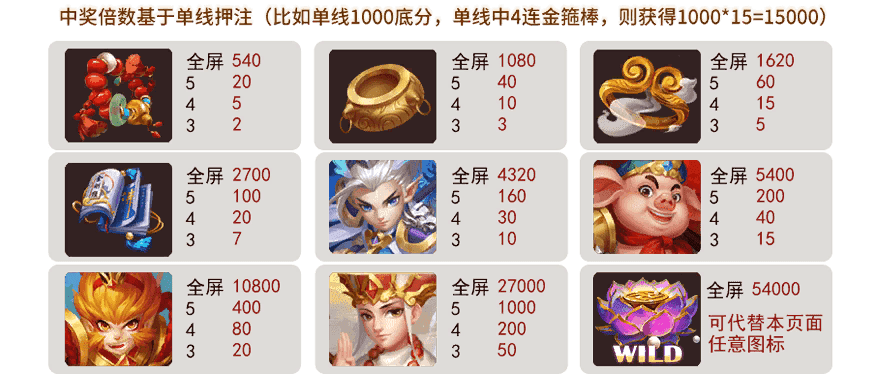 中奖倍数基于单线押注（比如单线1000底分，单线中4连金箍棒，则获得1000*15=15000）
全屏 540
5 20
4 5
3 2
全屏 1080
5 40
4 10
3 3
全屏 1620
5 60
4 15
3 5
全屏 2700
5 100
4 20
3 7
全屏 4320
5 160
4 30
3 10
全屏 5400
5 200
4 40
3 15
全屏 10800
5 400
4 80
3 20
全屏 27000
5 1000
4 200
3 50
WILD
全屏 54000
可代替本页面
任意图标